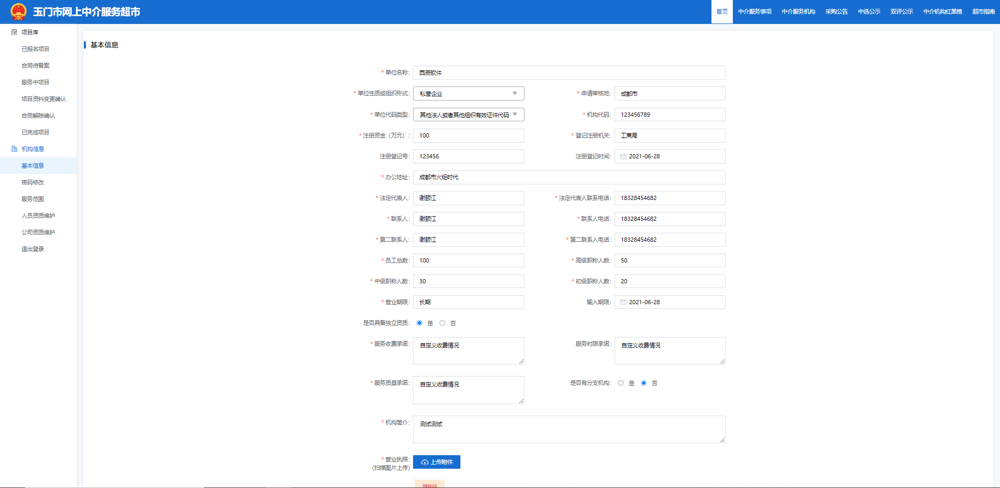 玉门市网上中介服务超市
首页 中介服务事项 中介服务机构 采购公告 中选公示 双评公示 中介机构红黑榜 超市指南
项目库
已报名项目
合同待备案
服务中项目
项目资料变更确认
合同解除确认
已完成项目
机构信息
基本信息
密码修改
服务范围
人员资质维护
公司资质维护
退出登录
基本信息
* 单位名称: 西辰软件
* 单位性质或组织形式: 私营企业 * 申请审核地: 成都市
* 单位代码类型: 其他法人或者其他组织有效证件代码 * 机构代码: 123456789
* 注册资金（万元）: 100 * 登记注册机关: 工商局
注册登记号: 123456 注册登记时间: 2021-06-28
* 办公地址: 成都市火炬时代
* 法定代表人: 谢颐江 * 法定代表人联系电话: 18328454682
* 联系人: 谢颐江 * 联系人电话: 18328454682
* 第二联系人: 谢颐江 * 第二联系人电话: 18328454682
* 员工总数: 100 * 高级职称人数: 50
* 中级职称人数: 30 * 初级职称人数: 20
* 营业期限: 长期 输入期限: 2021-06-28
是否具备独立资质: 是 否
* 服务收费承诺: 自定义收费情况 服务时限承诺: 自定义收费情况
* 服务质量承诺: 自定义收费情况 是否有分支机构: 是 否
* 机构简介: 测试测试
* 营业执照: 上传附件
(扫描图片上传)